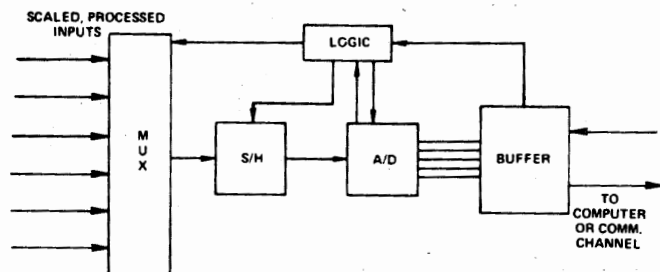 SCALED, PROCESSED
INPUTS
LOGIC
M
U
X
S/H
A/D
BUFFER
TO
COMPUTER
OR COMM.
CHANNEL